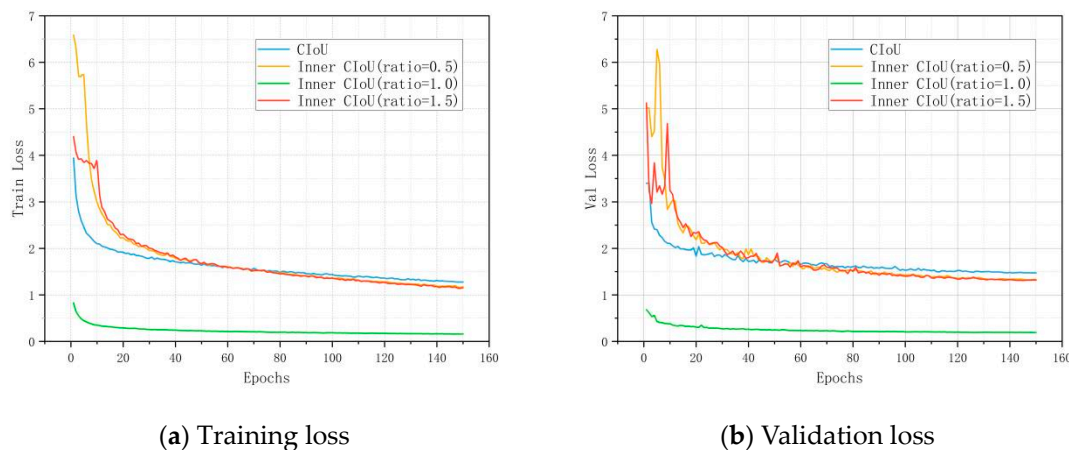 7
6
5
4
3
2
1
0
Train Loss
0 20 40 60 80 100 120 140 160
Epochs
CIoU
Inner CIoU(ratio=0.5)
Inner CIoU(ratio=1.0)
Inner CIoU(ratio=1.5)
(a) Training loss
7
6
5
4
3
2
1
0
Val Loss
0 20 40 60 80 100 120 140 160
Epochs
CIoU
Inner CIoU(ratio=0.5)
Inner CIoU(ratio=1.0)
Inner CIoU(ratio=1.5)
(b) Validation loss